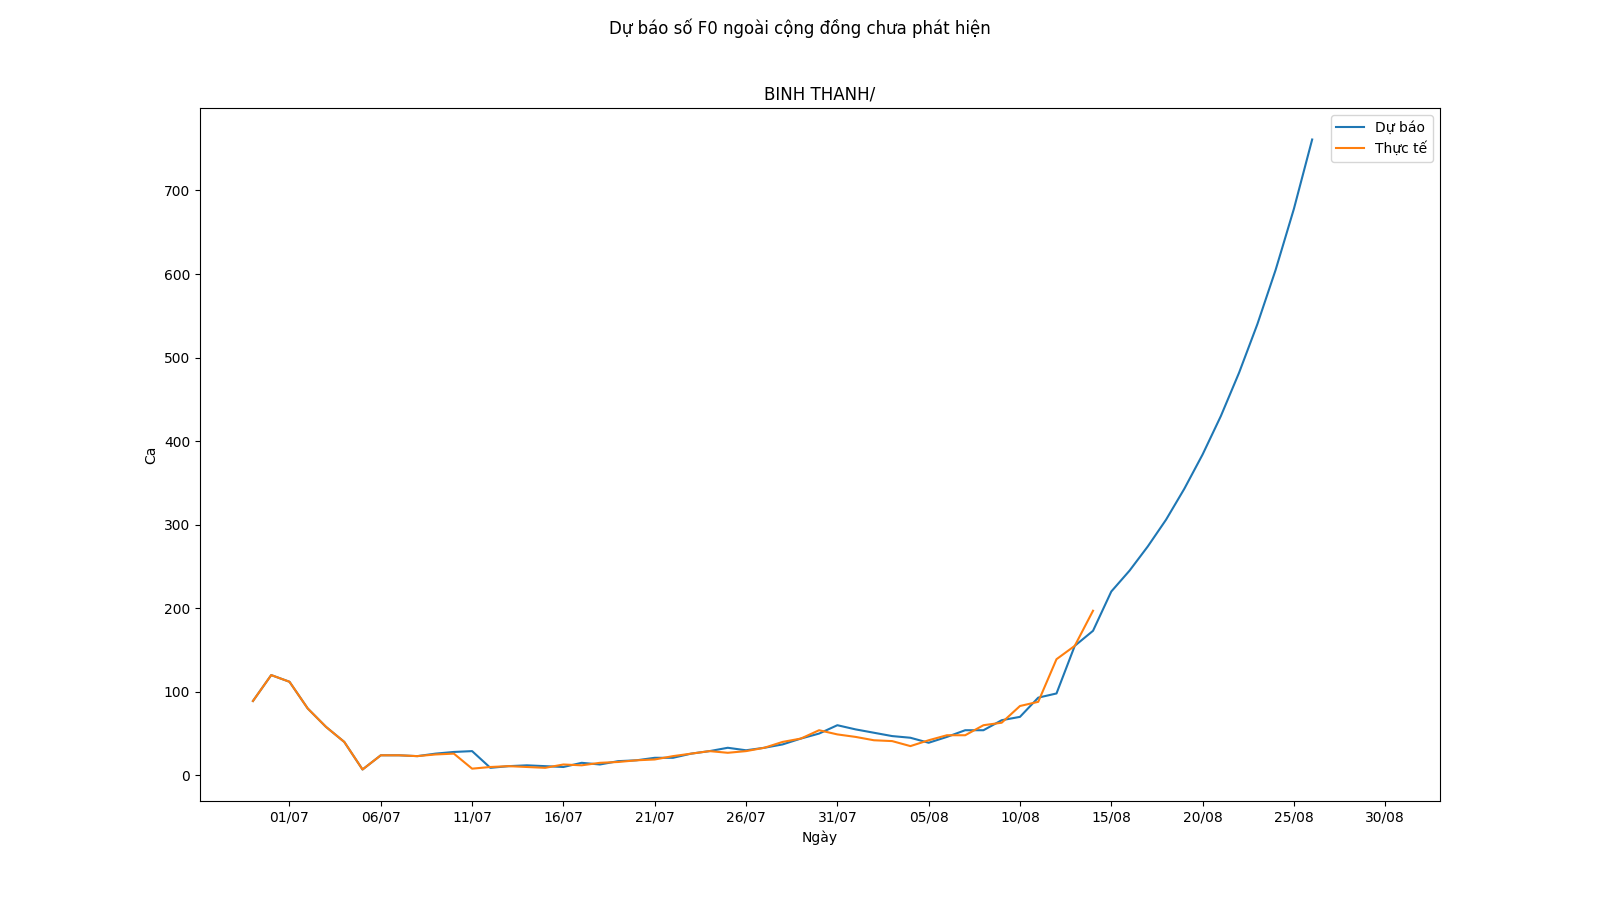 Dự báo số F0 ngoài cộng đồng chưa phát hiện
BINH THANH/
Dự báo
Thực tế
Ca
700
600
500
400
300
200
100
0
01/07 06/07 11/07 16/07 21/07 26/07 31/07 05/08 10/08 15/08 20/08 25/08 30/08
Ngày